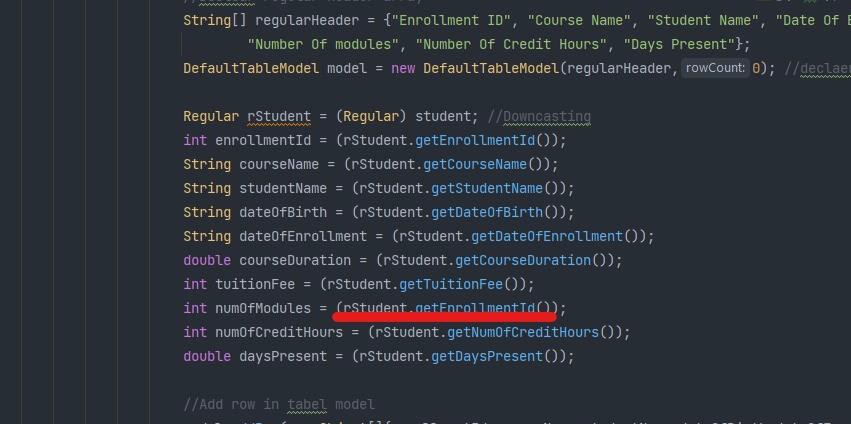 String[] regularHeader = {"Enrollment ID", "Course Name", "Student Name", "Date Of
"Number Of modules", "Number Of Credit Hours", "Days Present"};
DefaultTableModel model = new DefaultTableModel(regularHeader, rowCount: 0); //declaer
Regular rStudent = (Regular) student; //Downcasting
int enrollmentId = (rStudent.getEnrollmentId());
String courseName = (rStudent.getCourseName());
String studentName = (rStudent.getStudentName());
String dateOfBirth = (rStudent.getDateOfBirth());
String dateOfEnrollment = (rStudent.getDateOfEnrollment());
double courseDuration = (rStudent.getCourseDuration());
int tuitionFee = (rStudent.getTuitionFee());
int numOfModules = (rStudent.getEnrollmentId());
int numOfCreditHours = (rStudent.getNumOfCreditHours());
double daysPresent = (rStudent.getDaysPresent());
//Add row in tabel model